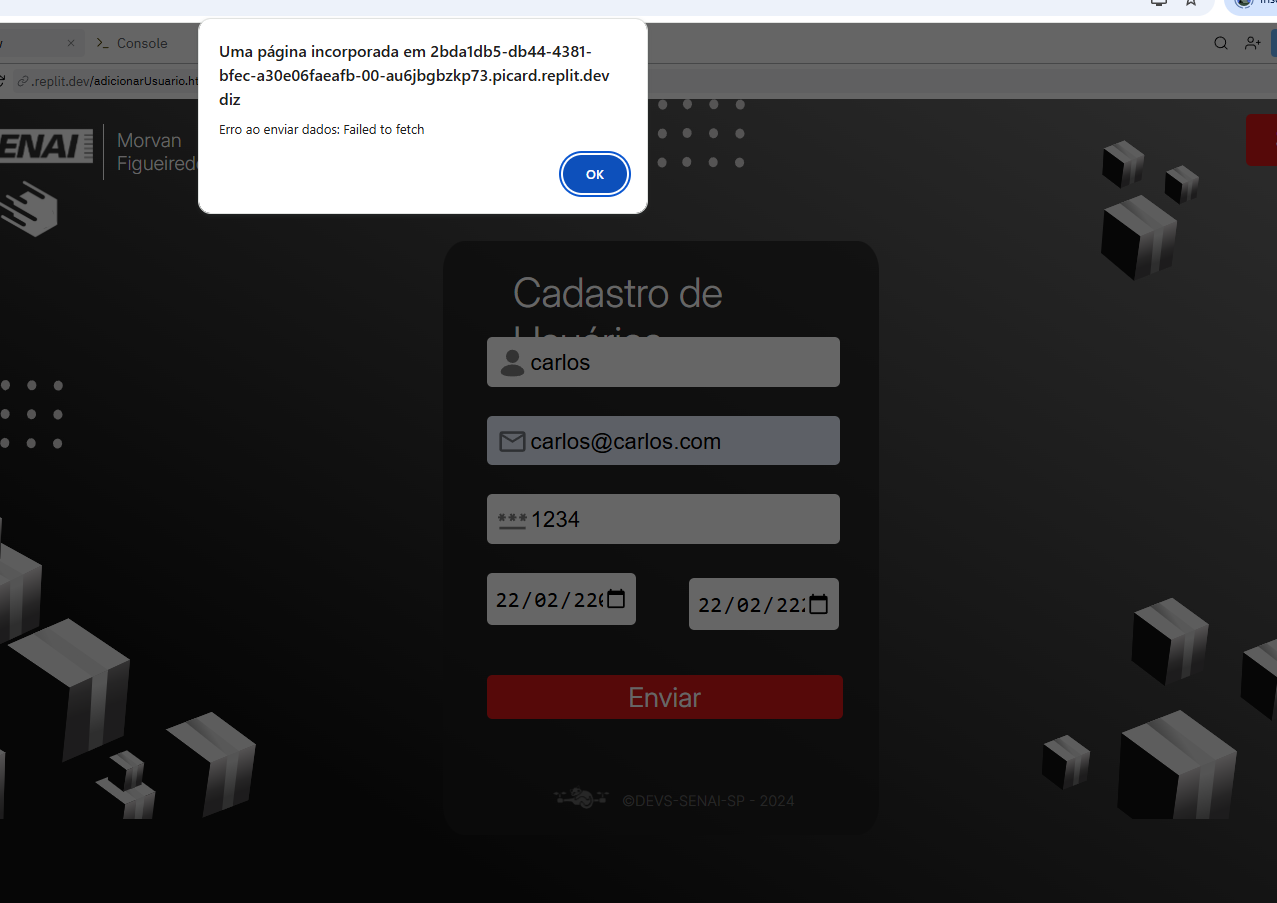 Console
Uma página incorporada em 2bda1db5-db44-4381-
bfec-a30e06faeafb-00-au6jbgbzkp73.picard.replit.dev
diz
Erro ao enviar dados: Failed to fetch
OK
.replit.dev/adicionarUsuario.ht
ENAI
Morvan
Figueired
Cadastro de
Usuários
carlos
carlos@carlos.com
*** 1234
22/02/220
22/02/222
Enviar
©DEVS-SENAI-SP - 2024